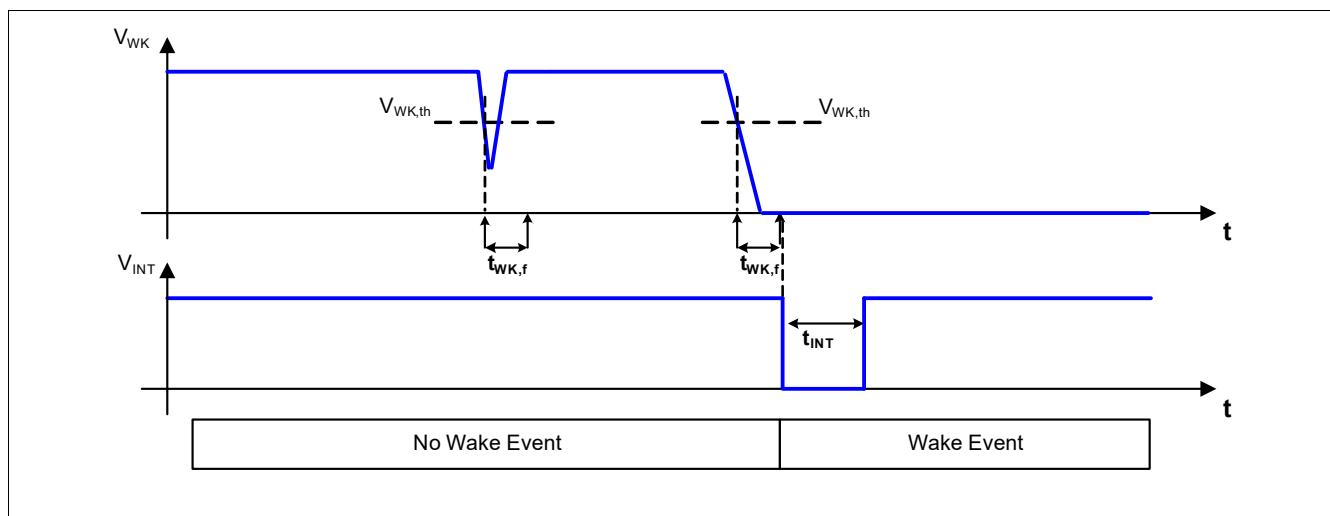 VWK
VWK,th
VWK,th
t
tWK,f
tWK,f
VINT
tINT
t
No Wake Event
Wake Event